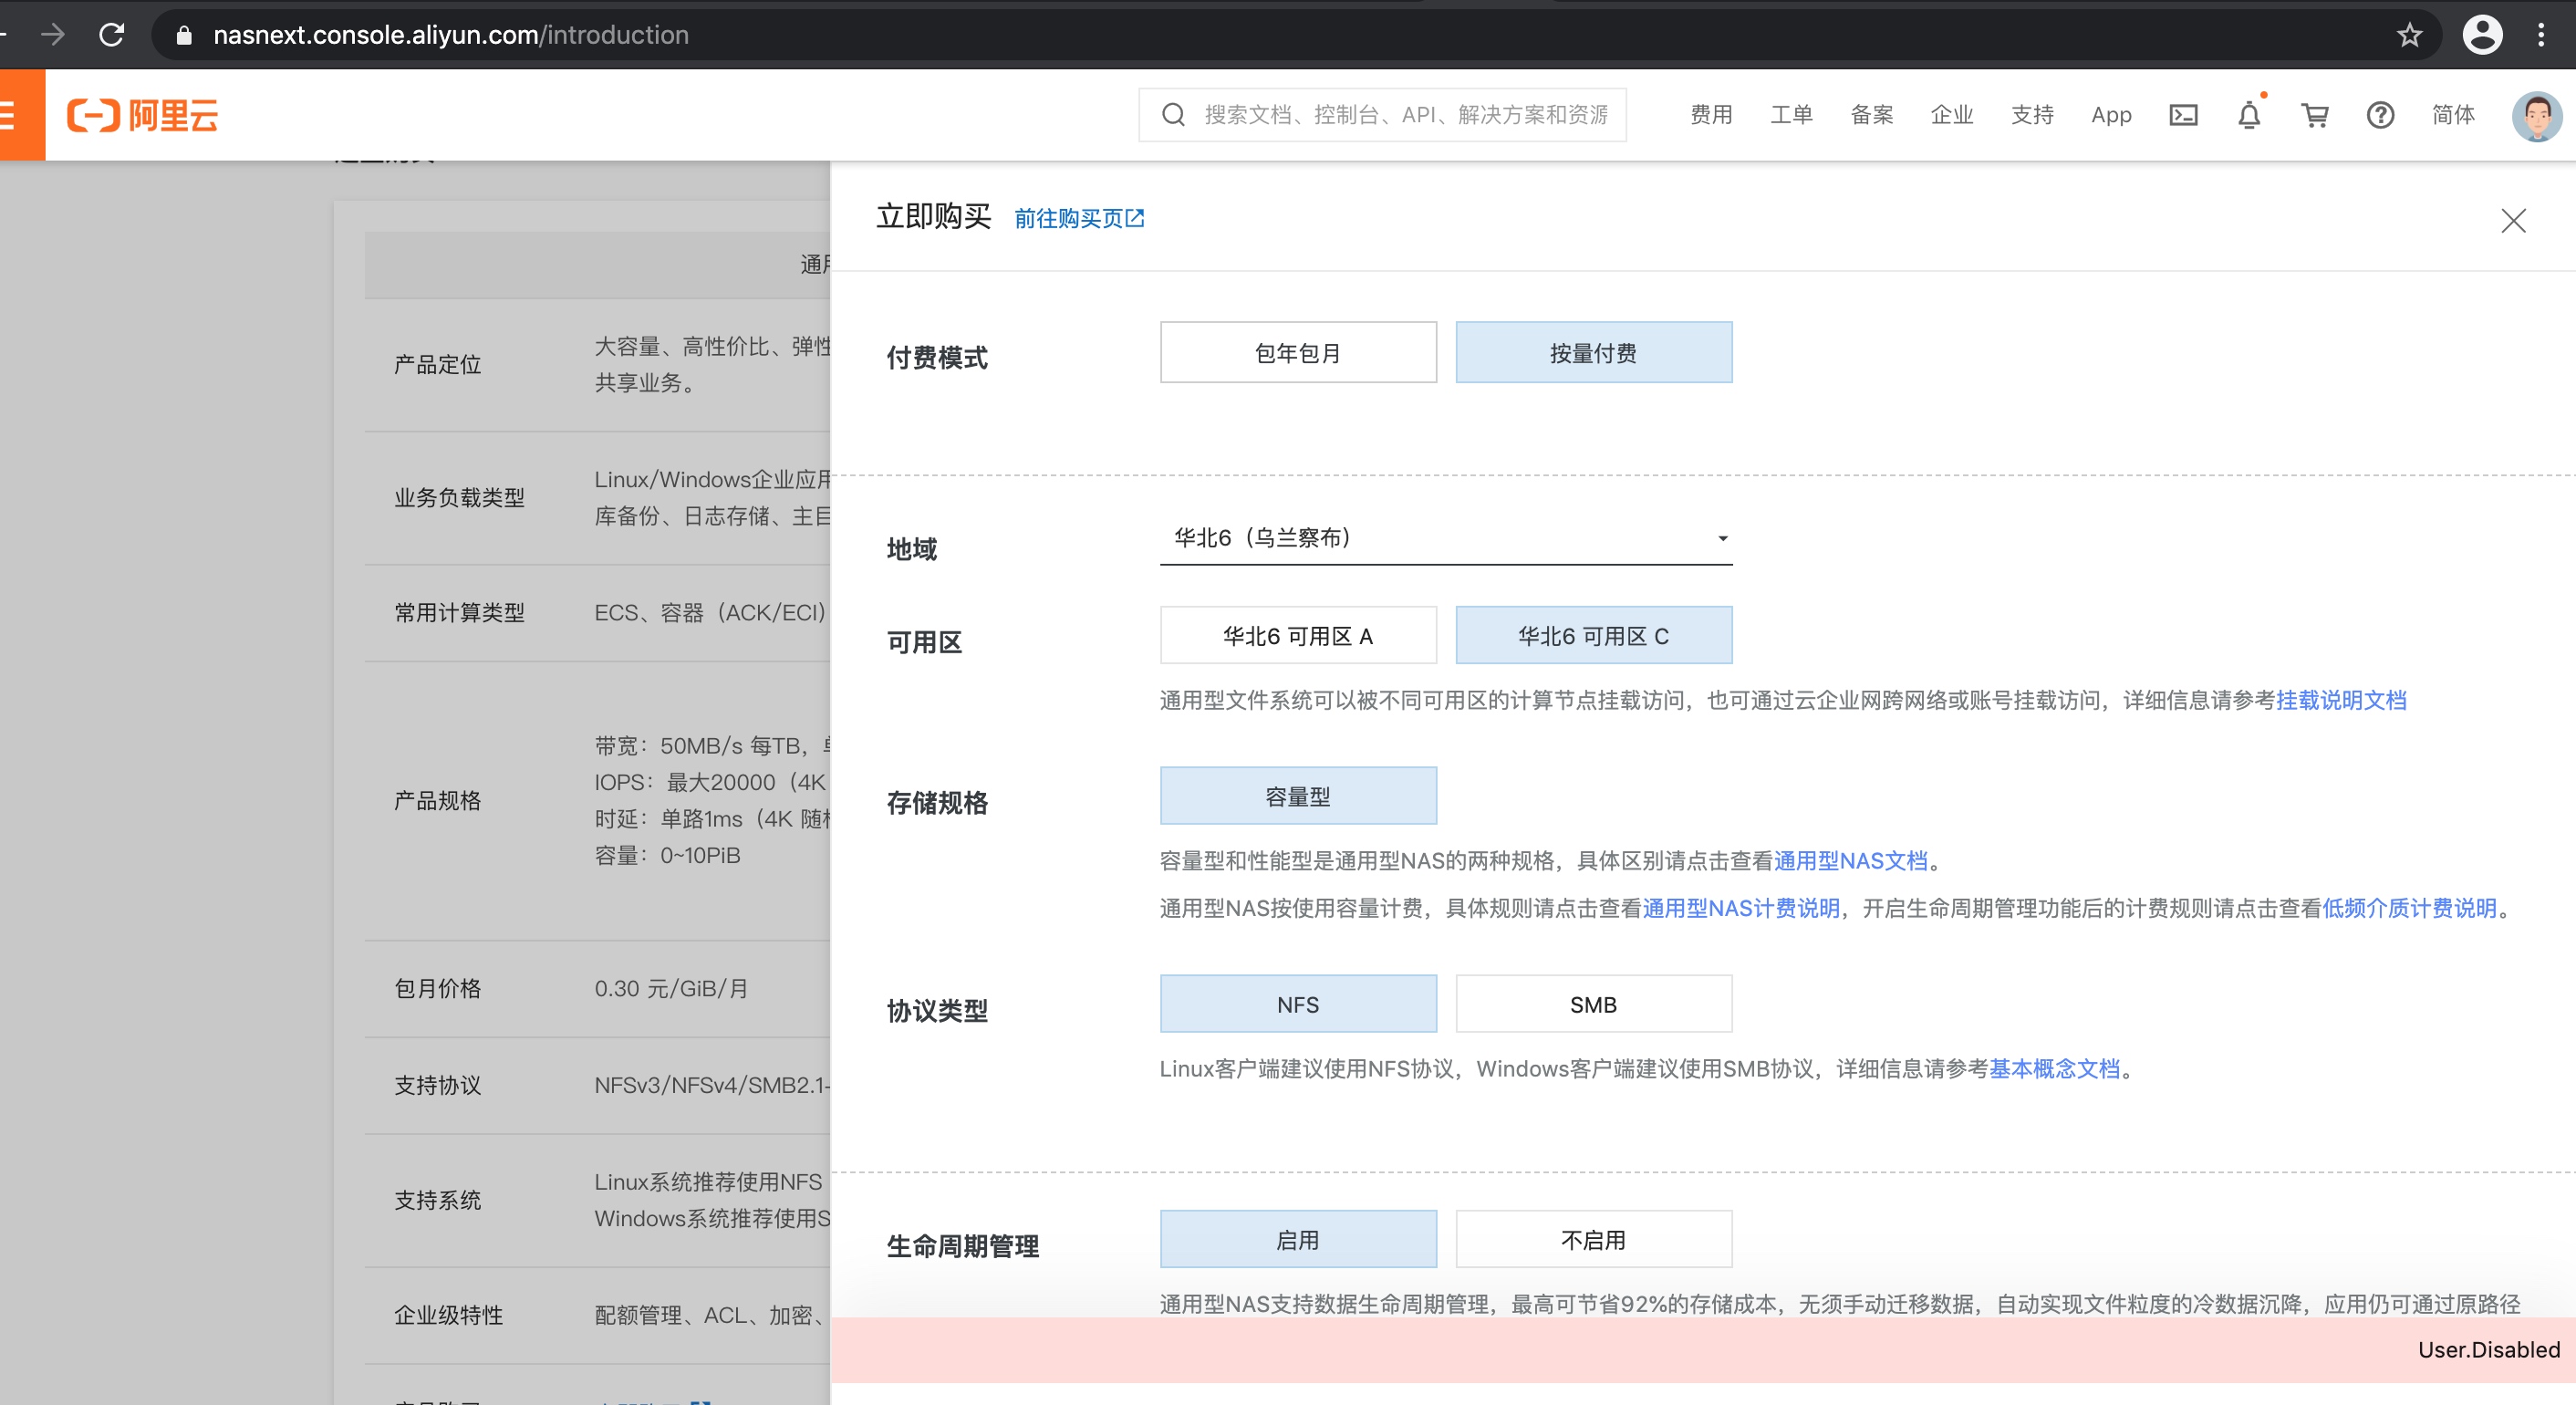 nasnext.console.aliyun.com/introduction
阿里云
搜索文档、控制台、API、解决方案和资源
费用 工单 备案 企业 支持 App 简体
立即购买 前往购买页
通用
产品定位
大容量、高性价比、弹性
共享业务。
业务负载类型
Linux/Windows企业应用
库备份、日志存储、主目
常用计算类型
ECS、容器（ACK/ECI）
产品规格
带宽：50MB/s 每TB，
IOPS：最大20000（4K
时延：单路1ms（4K 随机
容量：0~10PiB
包月价格
0.30 元/GiB/月
支持协议
NFSv3/NFSv4/SMB2.1-
支持系统
Linux系统推荐使用NFS
Windows系统推荐使用S
企业级特性
配额管理、ACL、加密、
付费模式
包年包月 按量付费
地域
华北6（乌兰察布）
可用区
华北6 可用区 A 华北6 可用区 C
通用型文件系统可以被不同可用区的计算节点挂载访问，也可通过云企业网跨网络或账号挂载访问，详细信息请参考挂载说明文档
存储规格
容量型
容量型和性能型是通用型NAS的两种规格，具体区别请点击查看通用型NAS文档。
通用型NAS按使用容量计费，具体规则请点击查看通用型NAS计费说明，开启生命周期管理功能后的计费规则请点击查看低频介质计费说明。
协议类型
NFS SMB
Linux客户端建议使用NFS协议，Windows客户端建议使用SMB协议，详细信息请参考基本概念文档。
生命周期管理
启用 不启用
通用型NAS支持数据生命周期管理，最高可节省92%的存储成本，无须手动迁移数据，自动实现文件粒度的冷数据沉降，应用仍可通过原路径
User.Disabled